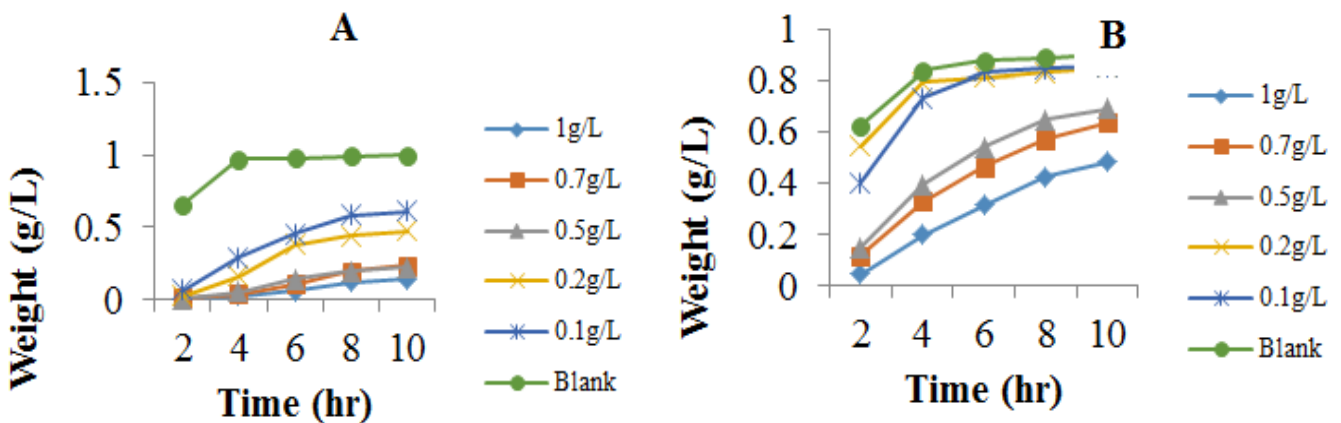 A
Weight (g/L)
1.5
1
0.5
0
2 4 6 8 10
Time (hr)
1g/L
0.7g/L
0.5g/L
0.2g/L
0.1g/L
Blank
B
Weight (g/L)
1
0.8
0.6
0.4
0.2
0
2 4 6 8 10
Time (hr)
1g/L
0.7g/L
0.5g/L
0.2g/L
0.1g/L
Blank